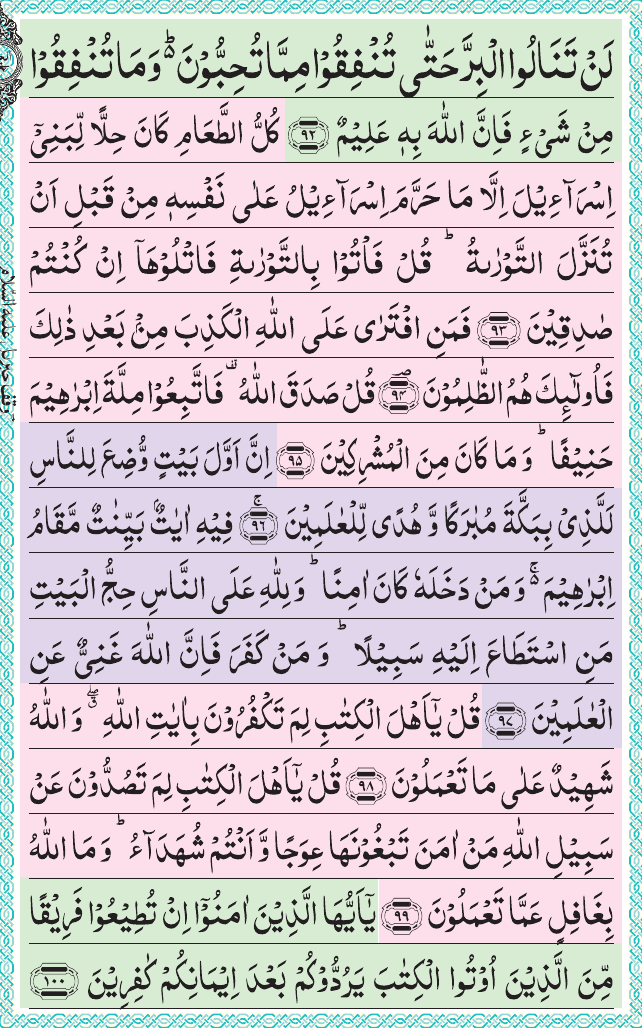 لَنْ تَنَالُوا الْبِرَّ حَتّٰى تُنْفِقُوْا مِمَّا تُحِبُّوْنَ ؕ وَ مَا تُنْفِقُوْا
مِنْ شَیْءٍ فَاِنَّ اللّٰهَ بِهٖ عَلِیْمٌ ﴿۹۲﴾ كُلُّ الطَّعَامِ كَانَ حِلًّا لِّبَنِیْۤ
اِسْرَآءِیْلَ اِلَّا مَا حَرَّمَ اِسْرَآءِیْلُ عَلٰی نَفْسِهٖ مِنْ قَبْلِ اَنْ
تُنَزَّلَ التَّوْرٰىةُ ؕ قُلْ فَاْتُوْا بِالتَّوْرٰىةِ فَاتْلُوْهَاۤ اِنْ كُنْتُمْ
صٰدِقِیْنَ ﴿۹۳﴾ فَمَنِ افْتَرٰی عَلَی اللّٰهِ الْكَذِبَ مِنْۢ بَعْدِ ذٰلِكَ
فَاُولٰٓىِٕكَ هُمُ الظّٰلِمُوْنَ ﴿۹۴﴾ؔ قُلْ صَدَقَ اللّٰهُ ۫ فَاتَّبِعُوْا مِلَّةَ اِبْرٰهِیْمَ
حَنِیْفًا ؕ وَ مَا كَانَ مِنَ الْمُشْرِكِیْنَ ﴿۹۵﴾ اِنَّ اَوَّلَ بَیْتٍ وُّضِعَ لِلنَّاسِ
لَلَّذِیْ بِبَكَّةَ مُبٰرَكًا وَّ هُدًی لِّلْعٰلَمِیْنَ ﴿۹۶﴾ۚ فِیْهِ اٰیٰتٌۢ بَیِّنٰتٌ مَّقَامُ
اِبْرٰهِیْمَ ۚ۬ وَ مَنْ دَخَلَهٗ كَانَ اٰمِنًا ؕ وَ لِلّٰهِ عَلَی النَّاسِ حِجُّ الْبَیْتِ
مَنِ اسْتَطَاعَ اِلَیْهِ سَبِیْلًا ؕ وَ مَنْ كَفَرَ فَاِنَّ اللّٰهَ غَنِیٌّ عَنِ
الْعٰلَمِیْنَ ﴿۹۷﴾ قُلْ یٰۤاَهْلَ الْكِتٰبِ لِمَ تَكْفُرُوْنَ بِاٰیٰتِ اللّٰهِ ۖۗ وَ اللّٰهُ
شَهِیْدٌ عَلٰی مَا تَعْمَلُوْنَ ﴿۹۸﴾ قُلْ یٰۤاَهْلَ الْكِتٰبِ لِمَ تَصُدُّوْنَ عَنْ
سَبِیْلِ اللّٰهِ مَنْ اٰمَنَ تَبْغُوْنَهَا عِوَجًا وَّ اَنْتُمْ شُهَدَآءُ ؕ وَ مَا اللّٰهُ
بِغَافِلٍ عَمَّا تَعْمَلُوْنَ ﴿۹۹﴾ یٰۤاَیُّهَا الَّذِیْنَ اٰمَنُوْۤا اِنْ تُطِیْعُوْا فَرِیْقًا
مِّنَ الَّذِیْنَ اُوْتُوا الْكِتٰبَ یَرُدُّوْكُمْ بَعْدَ اِیْمَانِكُمْ كٰفِرِیْنَ ﴿۱۰۰﴾